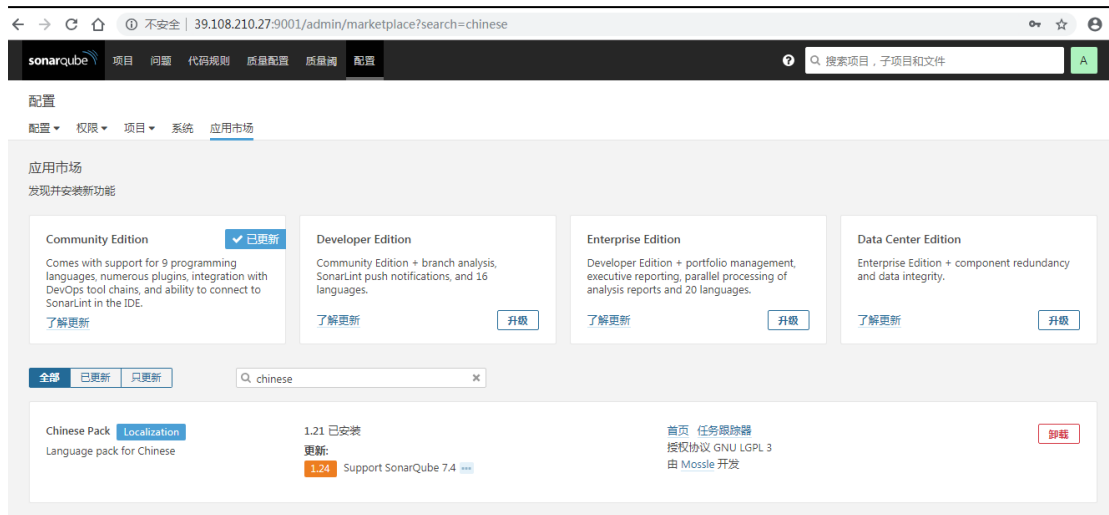 不安全 | 39.108.210.27:9001/admin/marketplace?search=chinese
sonarqube 项目 问题 代码规则 质量配置 质量阈 配置 搜索项目，子项目和文件 A
配置
配置 权限 项目 系统 应用市场
应用市场
发现并安装新功能
Community Edition 已更新 Developer Edition Enterprise Edition Data Center Edition
Comes with support for 9 programming Community Edition + branch analysis, Developer Edition + portfolio management, Enterprise Edition + component redundancy
languages, numerous plugins, integration with SonarLint push notifications, and 16 executive reporting, parallel processing of and data integrity.
DevOps tool chains, and ability to connect to languages. analysis reports and 20 languages.
SonarLint in the IDE.
了解更新 了解更新 升级 了解更新 升级 了解更新 升级
全部 已更新 只更新 chinese
Chinese Pack Localization 1.21 已安装 首页 任务跟踪器 卸载
Language pack for Chinese 更新: 授权协议 GNU LGPL 3
1.24 Support SonarQube 7.4 由 Mossle 开发